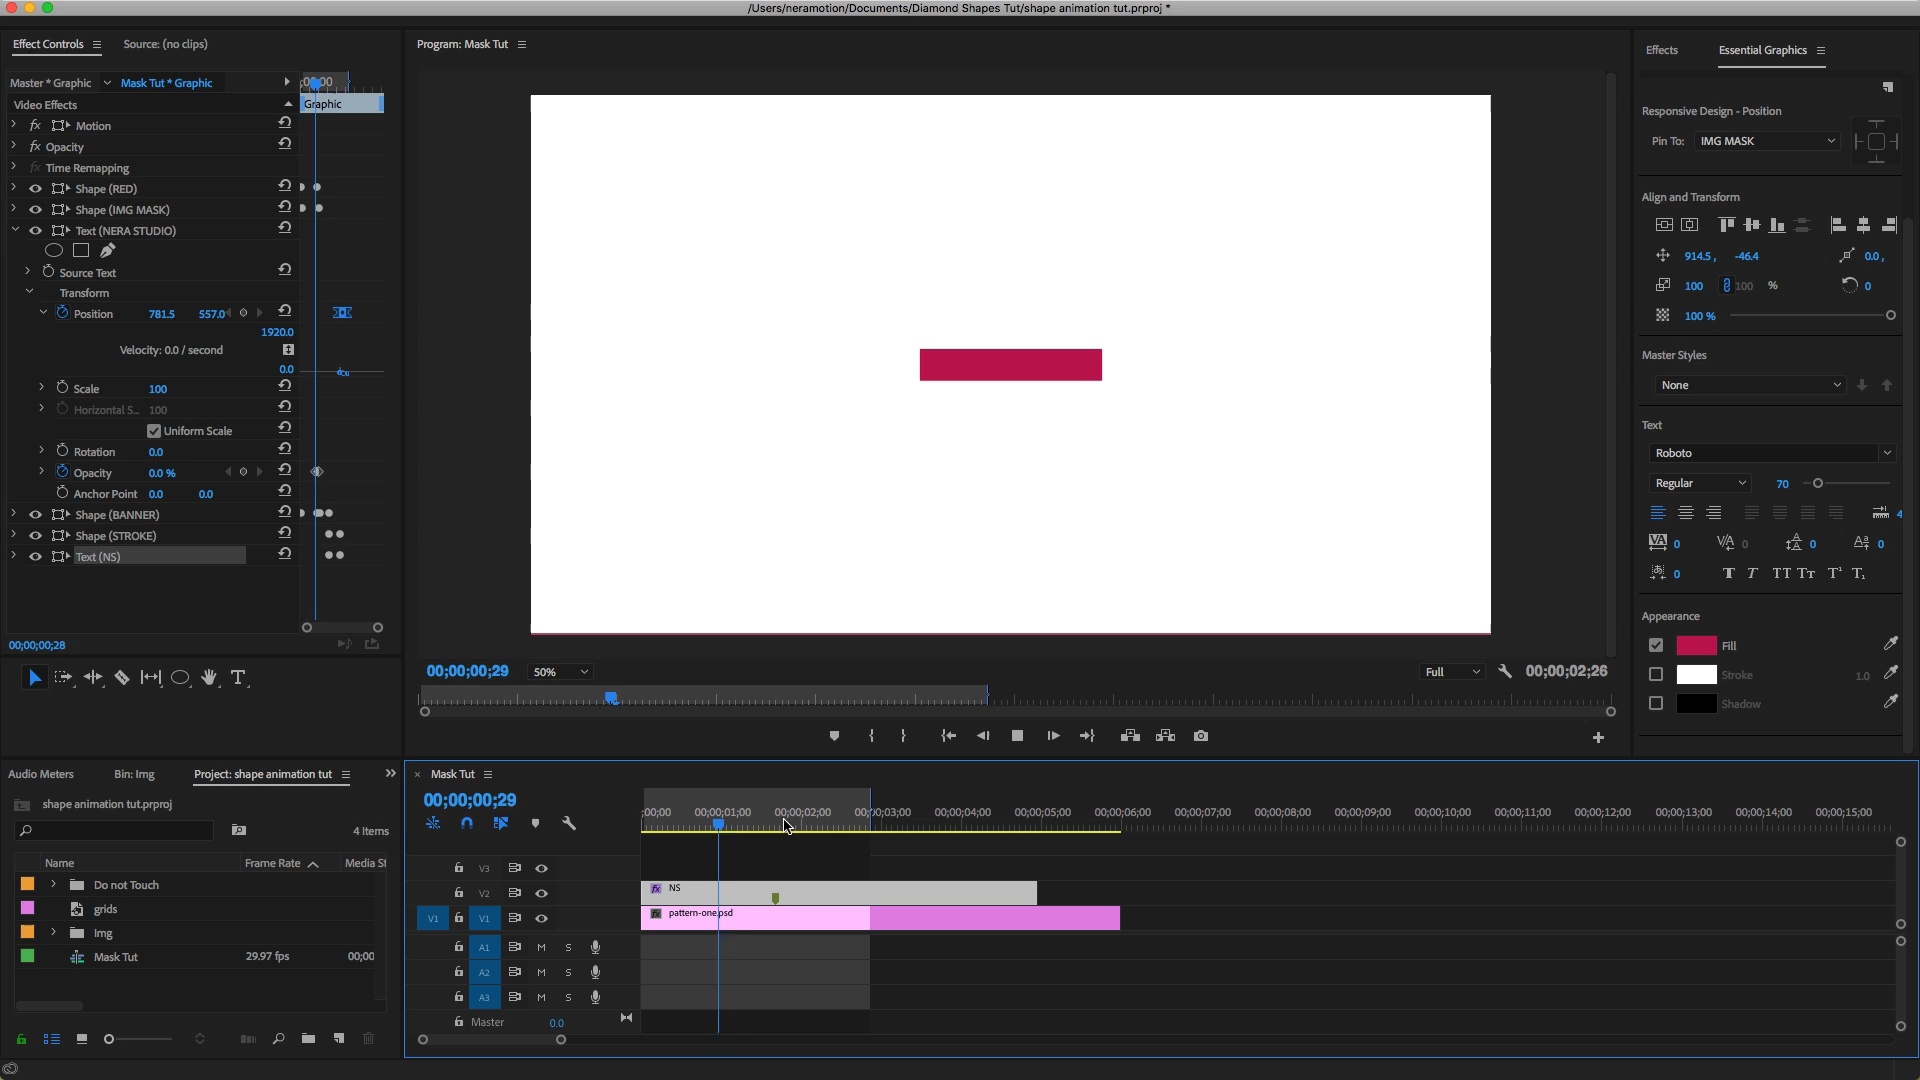 /Users/neramotion/Documents/Diamond Shapes Tut/shape animation tut.prproj *
Effect Controls
Source: (no clips)
Program: Mask Tut
Effects
Essential Graphics
Master * Graphic
Mask Tut * Graphic
Video Effects
Graphic
fx Motion
fx Opacity
fx Time Remapping
Shape (RED)
Shape (IMG MASK)
Text (NERA STUDIO)
Source Text
Transform
Position 781.5 557.0
1920.0
Velocity: 0.0 / second
0.0
Scale 100
Horizontal S... 100
Uniform Scale
Rotation 0.0
Opacity 0.0 %
Anchor Point 0.0 0.0
Shape (BANNER)
Shape (STROKE)
Text (NS)
00;00;00;28
00;00;00;29
50%
Full
00;00;02;26
Responsive Design - Position
Pin To: IMG MASK
Align and Transform
914.5 , -46.4 0.0 ,
100 100 % 0
100 %
Master Styles
None
Text
Roboto
Regular 70
4
0 0 0 0
0
Appearance
Fill
Stroke 1.0
Shadow
Audio Meters
Bin: Img
Project: shape animation tut
shape animation tut.prproj
4 Items
Name Frame Rate Media St
Do not Touch
grids
Img
Mask Tut 29.97 fps 00;00
Mask Tut
00;00;00;29
;00;00 00;00;01;00 00;00;02;00 00;00;03;00 00;00;04;00 00;00;05;00 00;00;06;00 00;00;07;00 00;00;08;00 00;00;09;00 00;00;10;00 00;00;11;00 00;00;12;00 00;00;13;00 00;00;14;00 00;00;15;00
V3
V2
fx NS
V1 V1
fx pattern-one.psd
A1 M S
A2 M S
A3 M S
Master 0.0